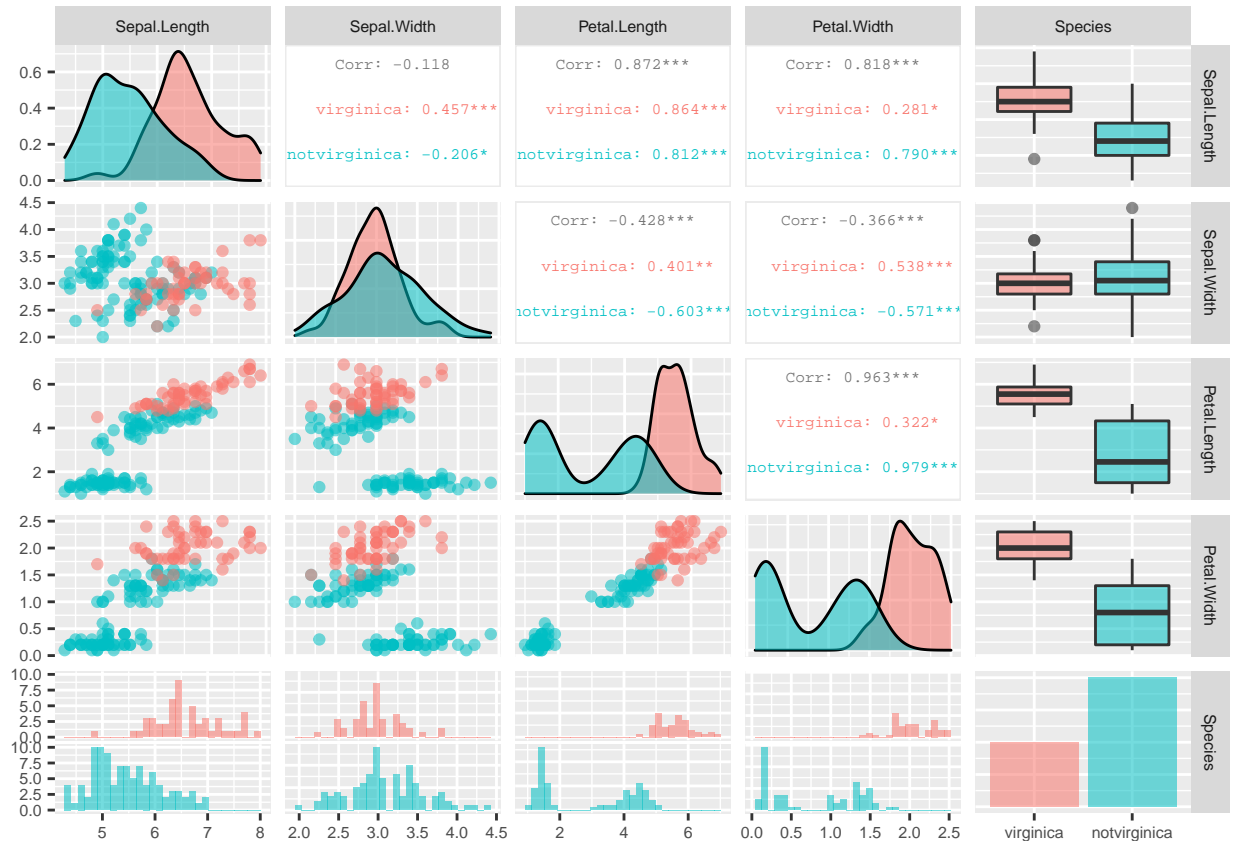 Sepal.Length Sepal.Width Petal.Length Petal.Width Species
0.6 0.4 0.2 0.0
Corr: -0.118
virginica: 0.457***
notvirginica: -0.206*
Corr: 0.872***
virginica: 0.864***
notvirginica: 0.812***
Corr: 0.818***
virginica: 0.281*
notvirginica: 0.790***
Sepal.Length
4.5 4.0 3.5 3.0 2.5 2.0
Corr: -0.428***
virginica: 0.401**
notvirginica: -0.603***
Corr: -0.366***
virginica: 0.538***
notvirginica: -0.571***
Sepal.Width
6 4 2
Corr: 0.963***
virginica: 0.322*
notvirginica: 0.979***
Petal.Length
2.5 2.0 1.5 1.0 0.5 0.0
Petal.Width
10.0 7.5 5.0 2.5 0.0
10.0 7.5 5.0 2.5 0.0
Species
5 6 7 8 2.0 2.5 3.0 3.5 4.0 4.5 2 4 6 0.0 0.5 1.0 1.5 2.0 2.5 virginica notvirginica